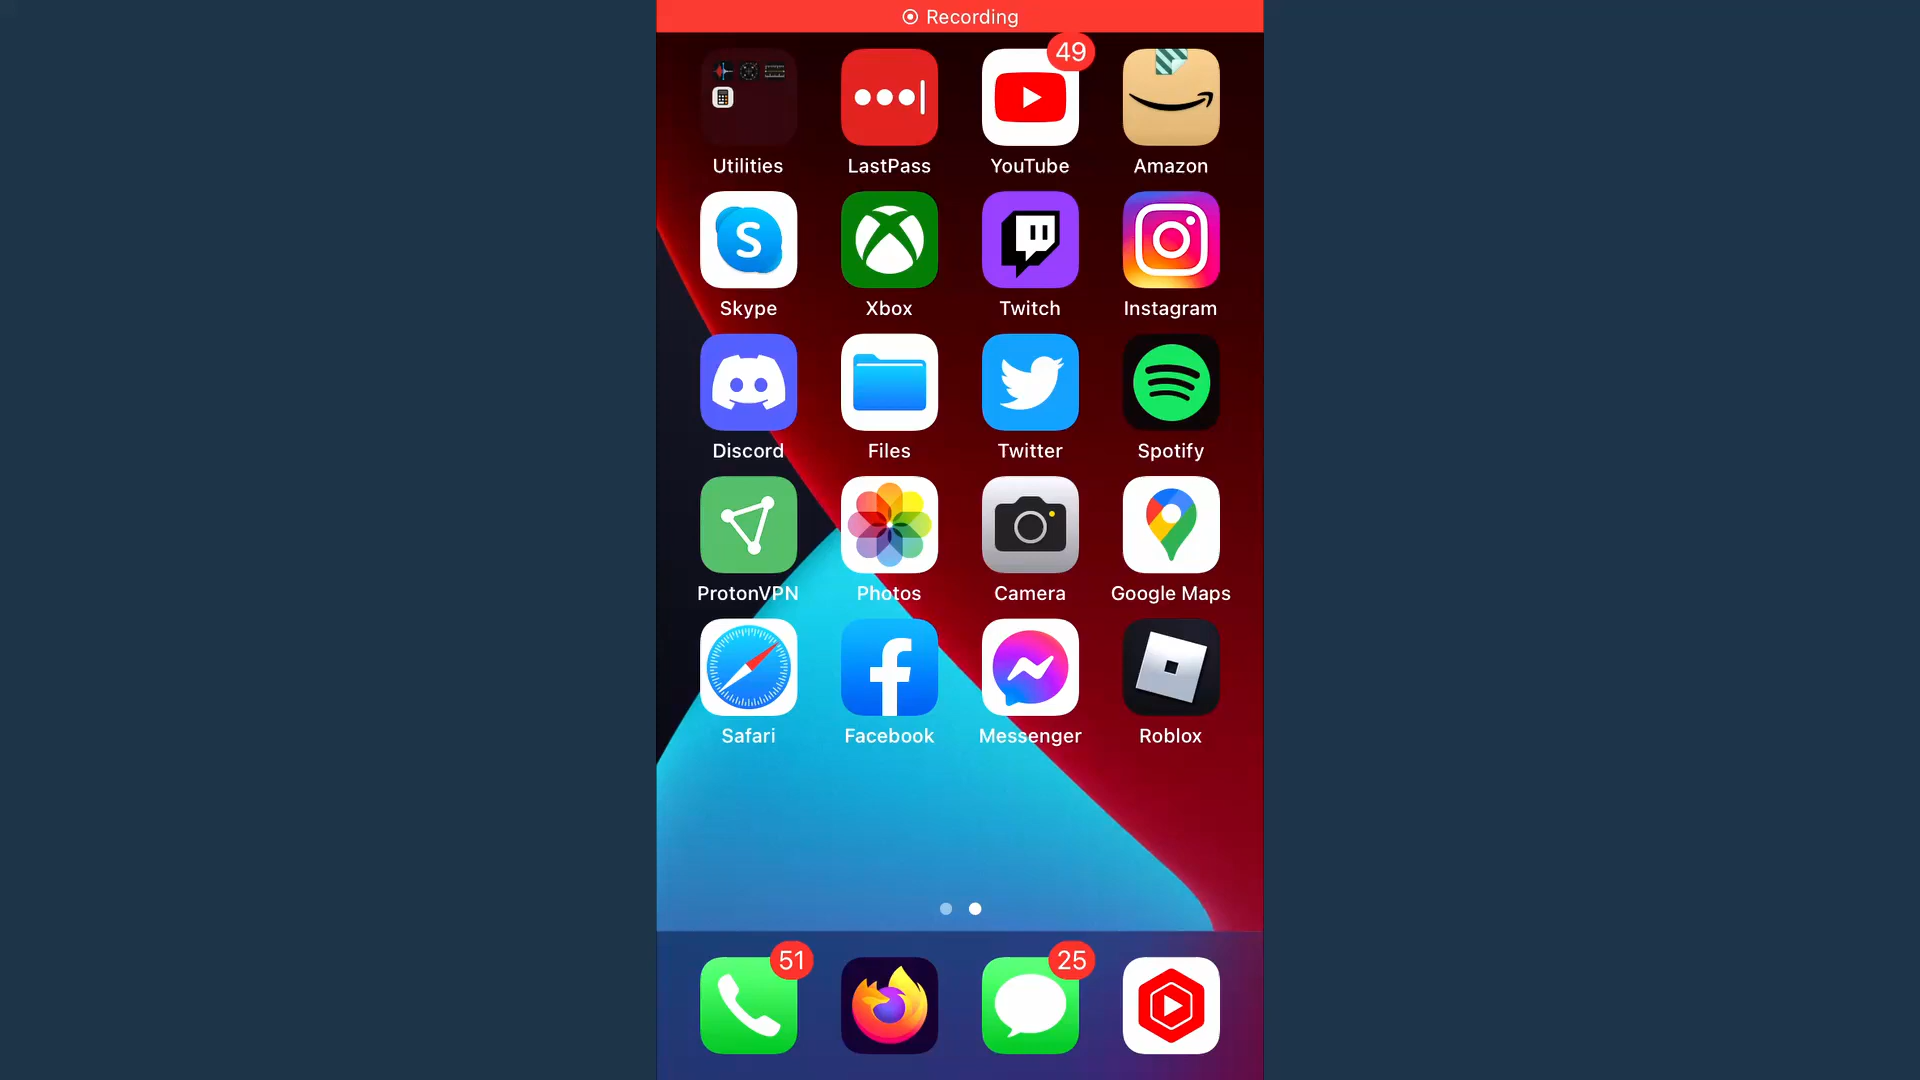 Recording
49
Utilities LastPass YouTube Amazon
S
Skype Xbox Twitch Instagram
Discord Files Twitter Spotify
ProtonVPN Photos Camera Google Maps
Safari Facebook Messenger Roblox
51 25